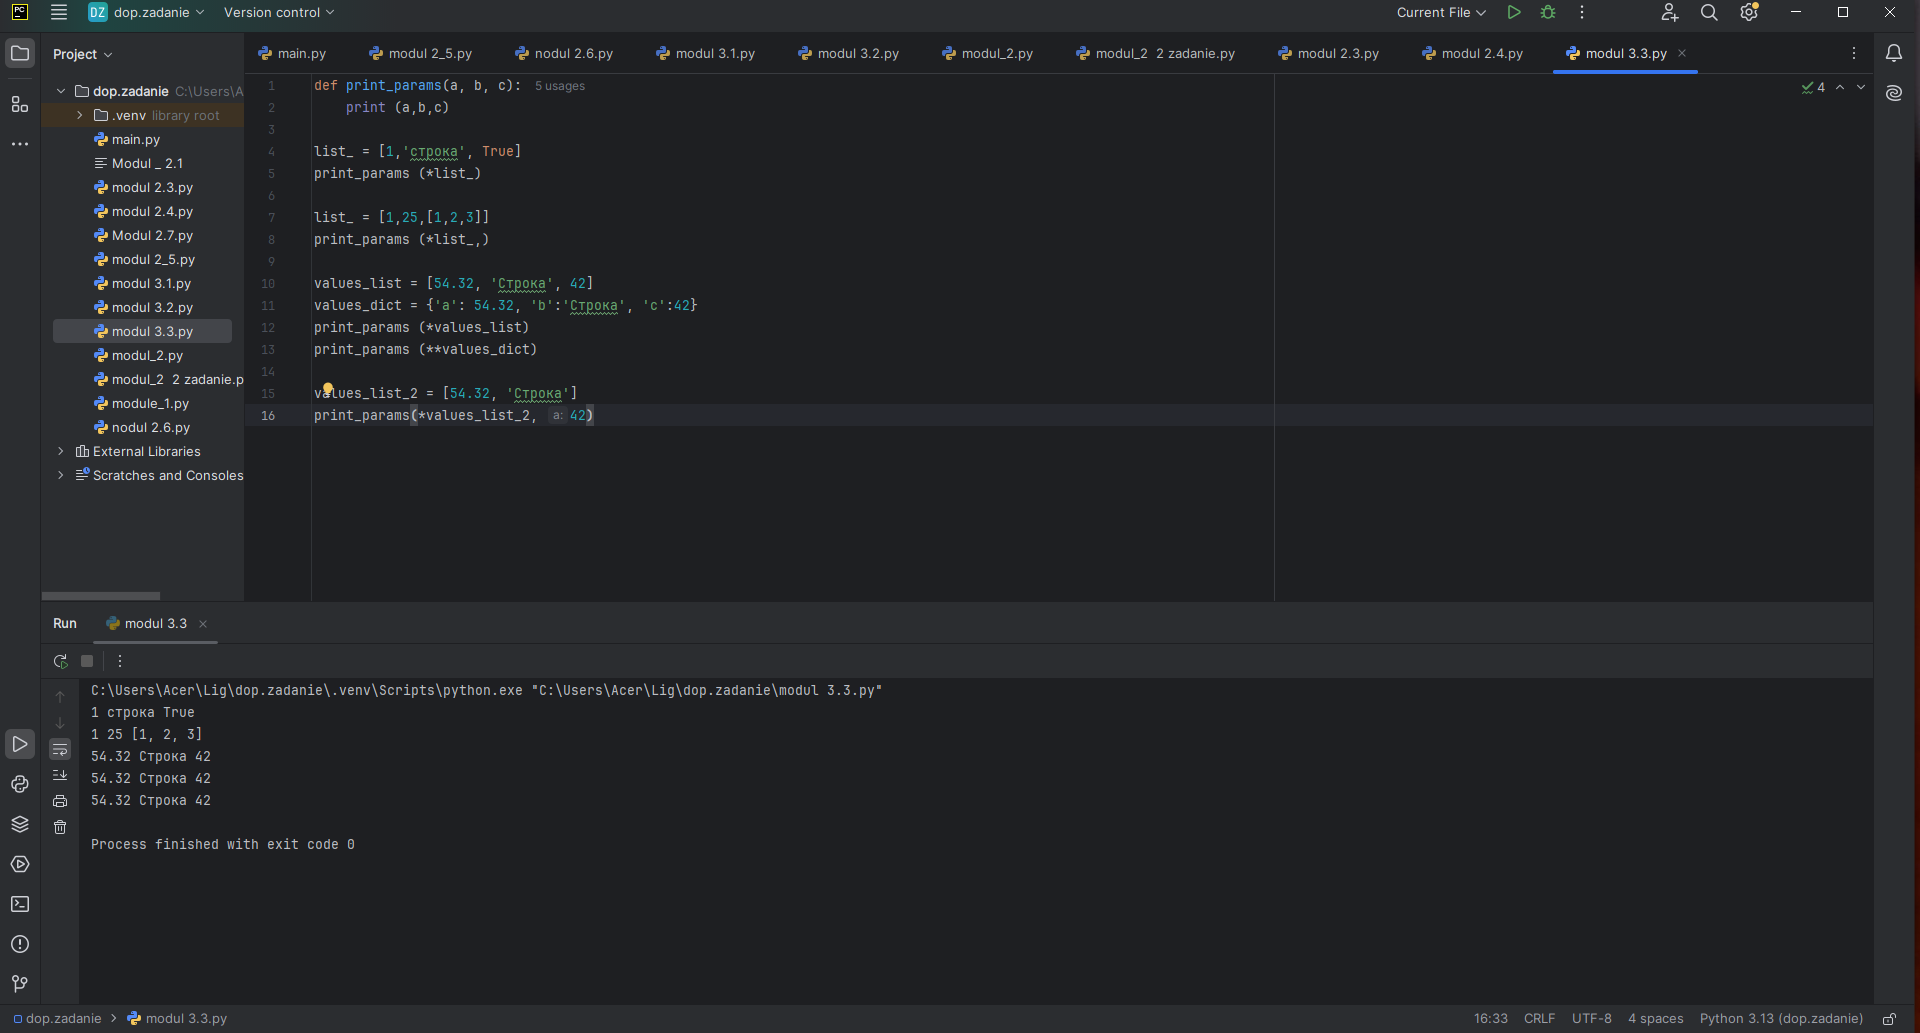 PC DZ dop.zadanie Version control Current File
Project
main.py modul 2_5.py nodul 2.6.py modul 3.1.py modul 3.2.py modul_2.py modul_2  2 zadanie.py modul 2.3.py modul 2.4.py modul 3.3.py
dop.zadanie C:\Users\A
.venv library root
main.py
Modul _ 2.1
modul 2.3.py
modul 2.4.py
Modul 2.7.py
modul 2_5.py
modul 3.1.py
modul 3.2.py
modul 3.3.py
modul_2.py
modul_2  2 zadanie.p
module_1.py
nodul 2.6.py
External Libraries
Scratches and Consoles
4
1 def print_params(a, b, c): 5 usages
2     print (a,b,c)
3
4 list_ = [1,'строка', True]
5 print_params (*list_)
6
7 list_ = [1,25,[1,2,3]]
8 print_params (*list_,)
9
10 values_list = [54.32, 'Строка', 42]
11 values_dict = {'a': 54.32, 'b':'Строка', 'c':42}
12 print_params (*values_list)
13 print_params (**values_dict)
14
15 values_list_2 = [54.32, 'Строка']
16 print_params(*values_list_2, a: 42)
Run modul 3.3
C:\Users\Acer\Lig\dop.zadanie\.venv\Scripts\python.exe "C:\Users\Acer\Lig\dop.zadanie\modul 3.3.py"
1 строка True
1 25 [1, 2, 3]
54.32 Строка 42
54.32 Строка 42
54.32 Строка 42
Process finished with exit code 0
dop.zadanie modul 3.3.py 16:33 CRLF UTF-8 4 spaces Python 3.13 (dop.zadanie)